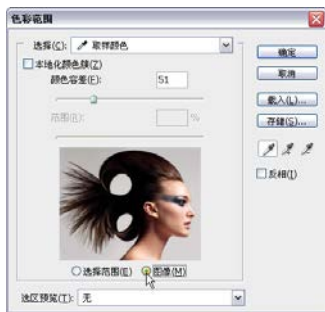 色彩范围
选择(C): 取样颜色
本地化颜色簇(Z)
颜色容差(F): 51
范围(R): %
选择范围(E) 图像(M)
选区预览(T): 无
确定
取消
载入(L)...
存储(S)...
反相(I)